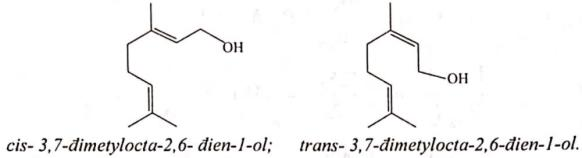 OH
OH
cis- 3,7-đimetylocta-2,6- đien-1-ol; trans- 3,7-đimetylocta-2,6-đien-1-ol.